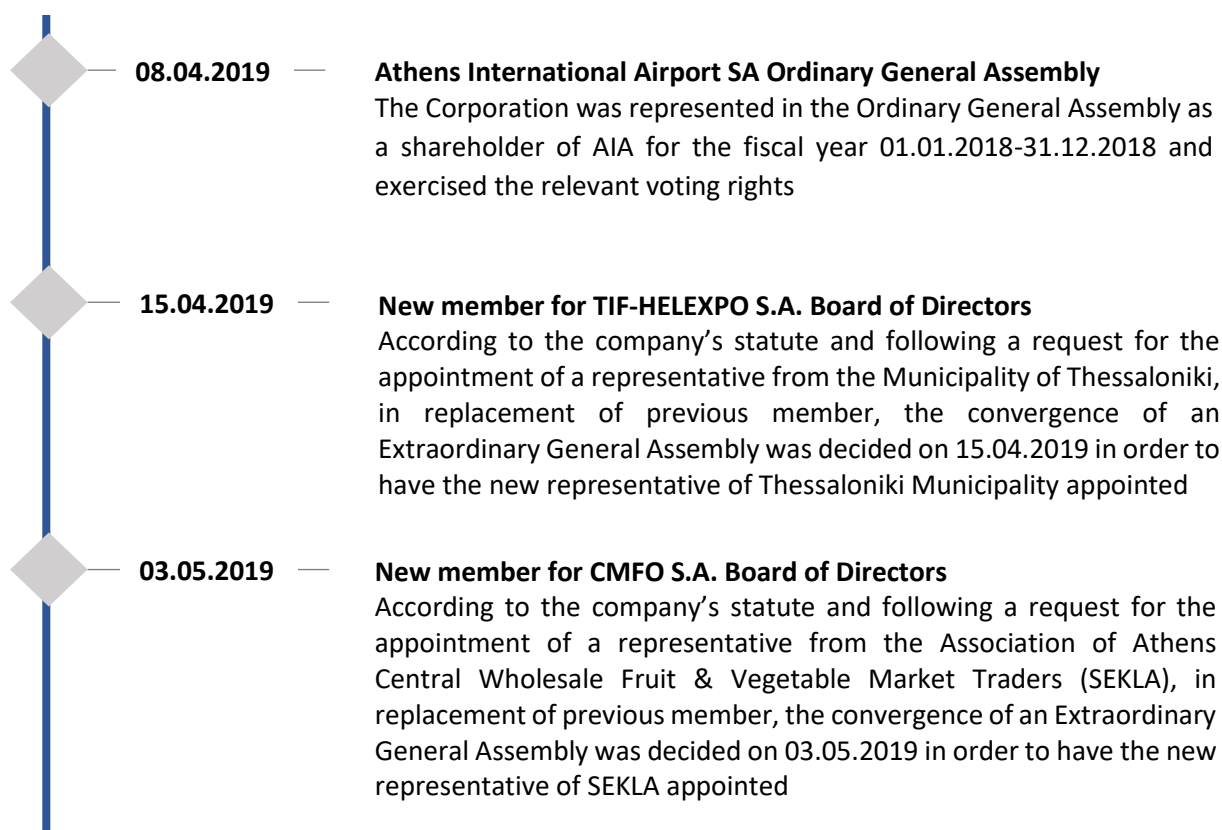 08.04.2019
Athens International Airport SA Ordinary General Assembly
The Corporation was represented in the Ordinary General Assembly as
a shareholder of AIA for the fiscal year 01.01.2018-31.12.2018 and
exercised the relevant voting rights
15.04.2019
New member for TIF-HELEXPO S.A. Board of Directors
According to the company’s statute and following a request for the
appointment of a representative from the Municipality of Thessaloniki,
in replacement of previous member, the convergence of an
Extraordinary General Assembly was decided on 15.04.2019 in order to
have the new representative of Thessaloniki Municipality appointed
03.05.2019
New member for CMFO S.A. Board of Directors
According to the company’s statute and following a request for the
appointment of a representative from the Association of Athens
Central Wholesale Fruit & Vegetable Market Traders (SEKLA), in
replacement of previous member, the convergence of an Extraordinary
General Assembly was decided on 03.05.2019 in order to have the new
representative of SEKLA appointed